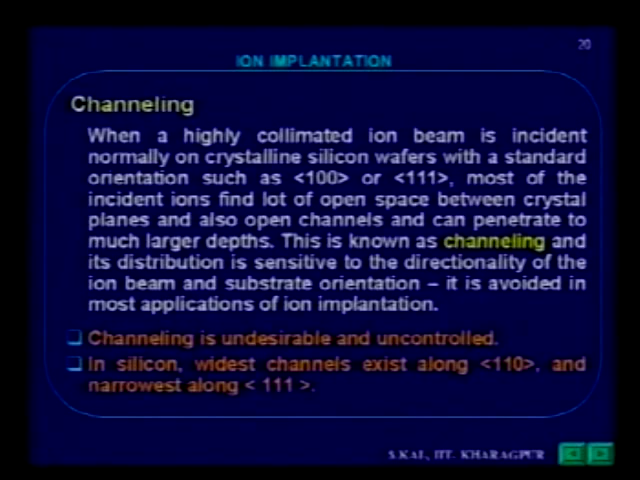 20
ION IMPLANTATION
Channeling
When a highly collimated ion beam is incident
normally on crystalline silicon wafers with a standard
orientation such as <100> or <111>, most of the
incident ions find lot of open space between crystal
planes and also open channels and can penetrate to
much larger depths. This is known as channeling and
its distribution is sensitive to the directionality of the
ion beam and substrate orientation – it is avoided in
most applications of ion implantation.
Channeling is undesirable and uncontrolled.
In silicon, widest channels exist along <110>, and
narrowest along < 111 >.
S.KAL, IIT. KHARAGPUR